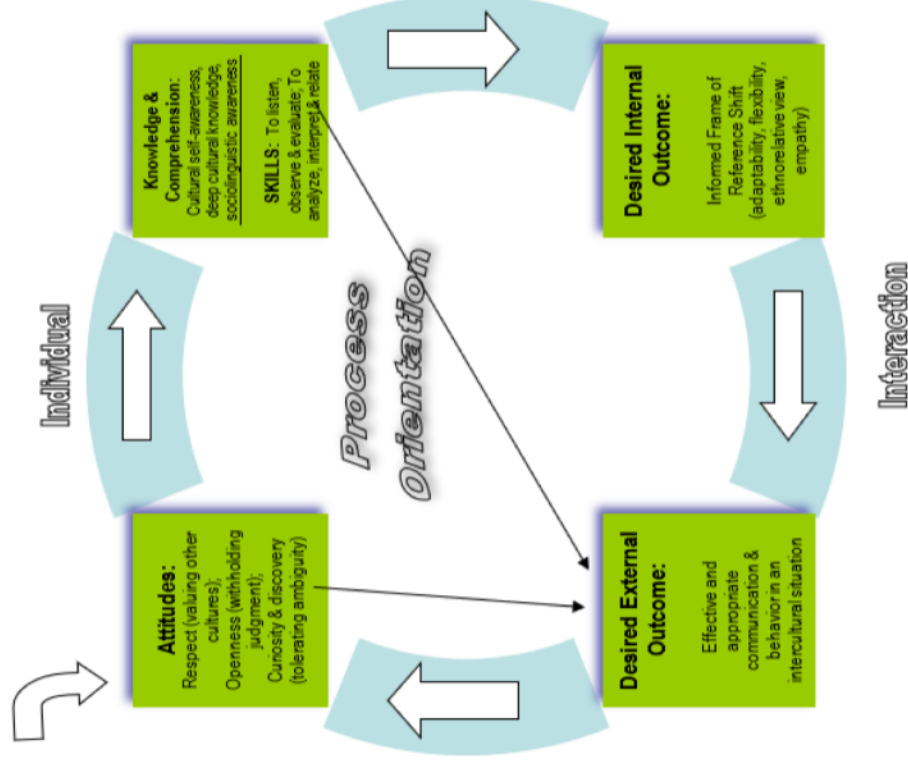 Individual
Attitudes:
Respect (valuing other
cultures);
Openness (withholding
judgment);
Curiosity & discovery
(tolerating ambiguity)
Knowledge &
Comprehension:
Cultural self-awareness,
deep cultural knowledge,
sociolinguistic awareness
SKILLS: To listen,
observe & evaluate; To
analyze, interpret & relate
Process
Orientation
Desired External
Outcome:
Effective and
appropriate
communication &
behavior in an
intercultural situation
Desired Internal
Outcome:
Informed Frame of
Reference Shift
(adaptability, flexibility,
ethnorelative view,
empathy)
Interaction